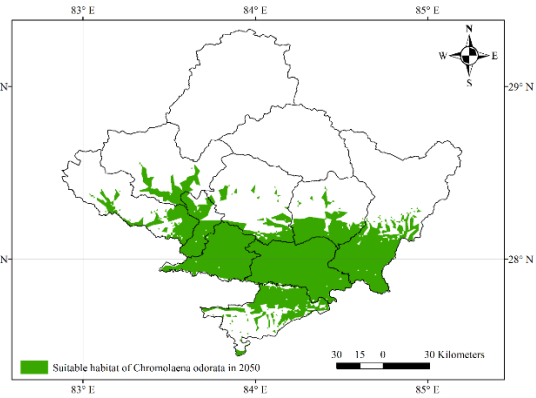 83° E 84° E 85° E
N
W E
S
N 29° N
N 28° N
Suitable habitat of Chromolaena odorata in 2050
30 15 0 30 Kilometers
83° E 84° E 85° E